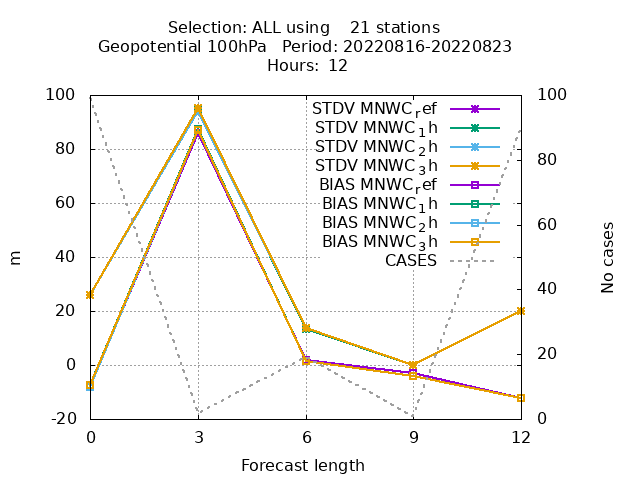 Selection: ALL using 21 stations
Geopotential 100hPa Period: 20220816-20220823
Hours: 12
STDV MNWC_ref
STDV MNWC_1h
STDV MNWC_2h
STDV MNWC_3h
BIAS MNWC_ref
BIAS MNWC_1h
BIAS MNWC_2h
BIAS MNWC_3h
CASES
100
80
60
40
20
0
-20
m
100
80
60
40
20
0
No cases
0 3 6 9 12
Forecast length